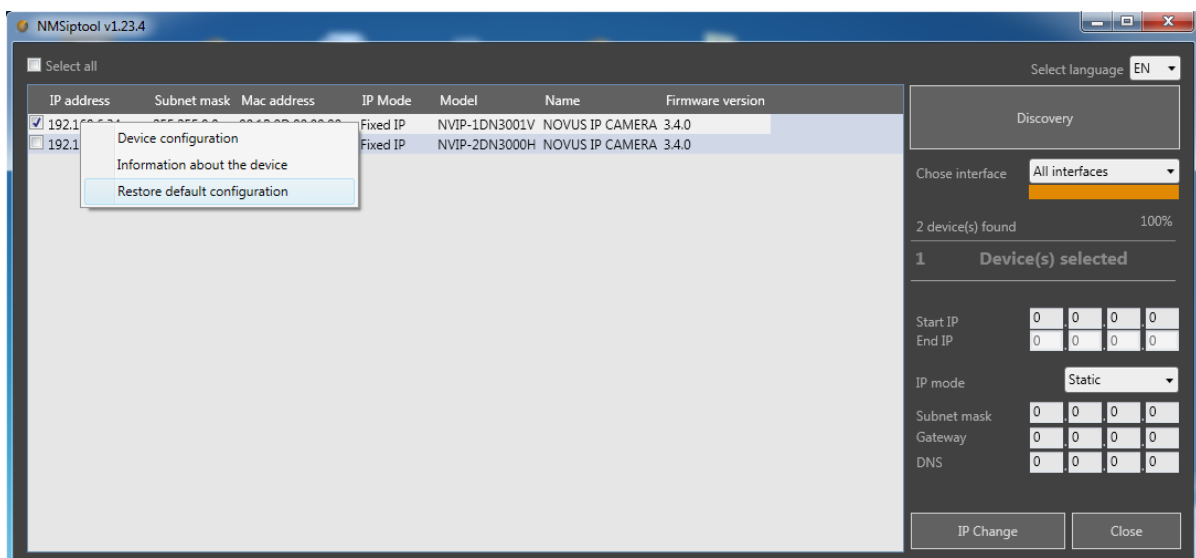 NMSiptool v1.23.4
Select all
Select language EN
IP address Subnet mask Mac address IP Mode Model Name Firmware version
Fixed IP NVIP-1DN3001V NOVUS IP CAMERA 3.4.0
192.1 Fixed IP NVIP-2DN3000H NOVUS IP CAMERA 3.4.0
Device configuration
Information about the device
Restore default configuration
Discovery
Chose interface All interfaces
2 device(s) found 100%
1 Device(s) selected
Start IP 0 . 0 . 0 . 0
End IP 0 . 0 . 0 . 0
IP mode Static
Subnet mask 0 . 0 . 0 . 0
Gateway 0 . 0 . 0 . 0
DNS 0 . 0 . 0 . 0
IP Change Close